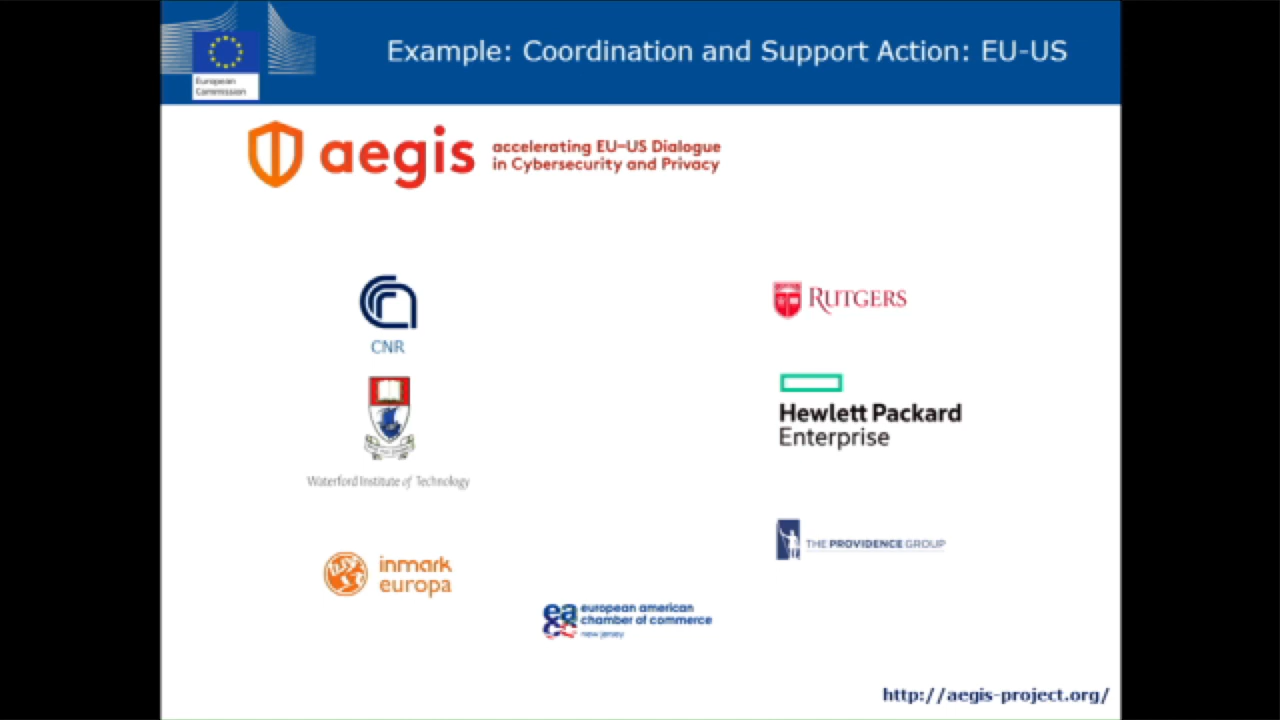 European
Commission
Example: Coordination and Support Action: EU-US
aegis
accelerating EU-US Dialogue
in Cybersecurity and Privacy
CNR
RUTGERS
Hewlett Packard
Enterprise
Waterford Institute of Technology
THE PROVIDENCE GROUP
inmark
europa
ea
cc
european american
chamber of commerce
new jersey
http://aegis-project.org/